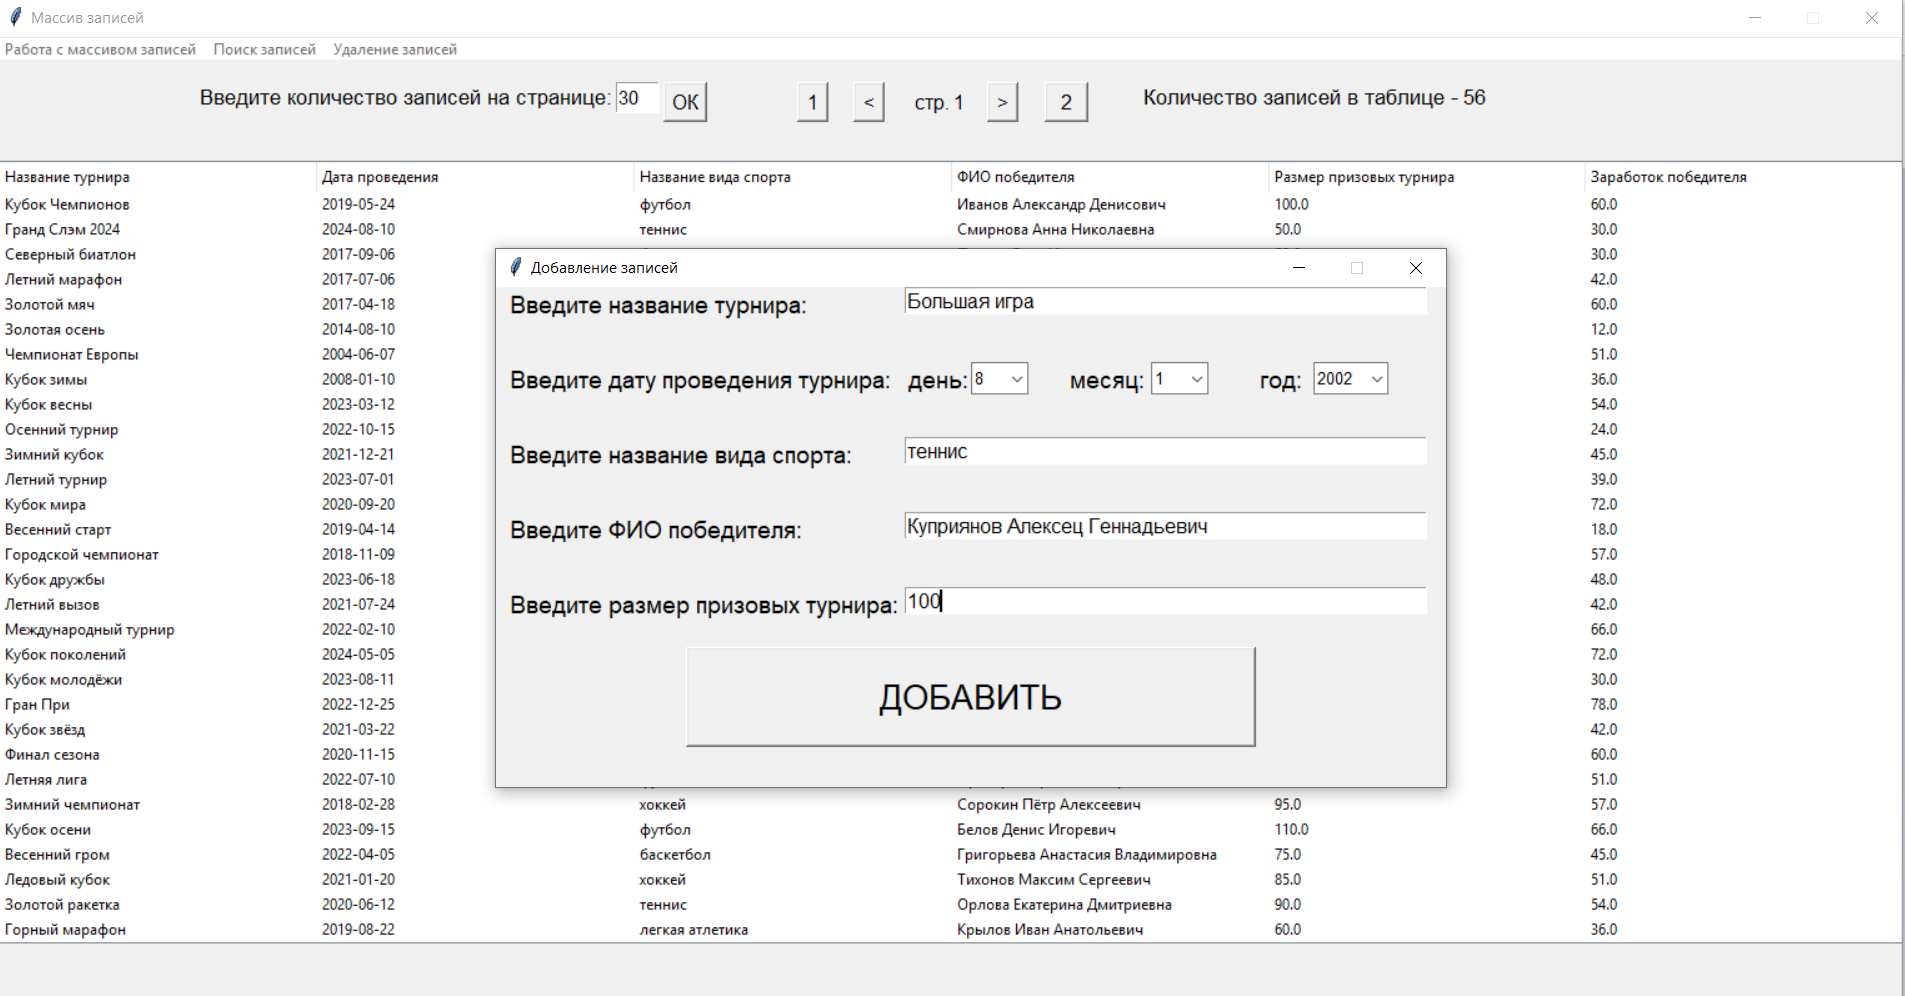 Массив записей
Работа с массивом записей Поиск записей Удаление записей
Введите количество записей на странице: 30 ОК 1 < стр. 1 > 2 Количество записей в таблице - 56
Название турнира Дата проведения Название вида спорта ФИО победителя Размер призовых турнира Заработок победителя
Кубок Чемпионов 2019-05-24 футбол Иванов Александр Денисович 100.0 60.0
Гранд Слэм 2024 2024-08-10 теннис Смирнова Анна Николаевна 50.0 30.0
Северный биатлон 2017-09-06 30.0
Летний марафон 2017-07-06 42.0
Золотой мяч 2017-04-18 60.0
Золотая осень 2014-08-10 12.0
Чемпионат Европы 2004-06-07 51.0
Кубок зимы 2008-01-10 36.0
Кубок весны 2023-03-12 54.0
Осенний турнир 2022-10-15 24.0
Зимний кубок 2021-12-21 45.0
Летний турнир 2023-07-01 39.0
Кубок мира 2020-09-20 72.0
Весенний старт 2019-04-14 18.0
Городской чемпионат 2018-11-09 57.0
Кубок дружбы 2023-06-18 48.0
Летний вызов 2021-07-24 42.0
Международный турнир 2022-02-10 66.0
Кубок поколений 2024-05-05 72.0
Кубок молодёжи 2023-08-11 30.0
Гран При 2022-12-25 78.0
Кубок звёзд 2021-03-22 42.0
Финал сезона 2020-11-15 60.0
Летняя лига 2022-07-10 51.0
Зимний чемпионат 2018-02-28 хоккей Сорокин Пётр Алексеевич 95.0 57.0
Кубок осени 2023-09-15 футбол Белов Денис Игоревич 110.0 66.0
Весенний гром 2022-04-05 баскетбол Григорьева Анастасия Владимировна 75.0 45.0
Ледовый кубок 2021-01-20 хоккей Тихонов Максим Сергеевич 85.0 51.0
Золотой ракетка 2020-06-12 теннис Орлова Екатерина Дмитриевна 90.0 54.0
Горный марафон 2019-08-22 легкая атлетика Крылов Иван Анатольевич 60.0 36.0
Добавление записей
Введите название турнира: Большая игра
Введите дату проведения турнира: день: 8 месяц: 1 год: 2002
Введите название вида спорта: теннис
Введите ФИО победителя: Куприянов Алексец Геннадьевич
Введите размер призовых турнира: 100
ДОБАВИТЬ